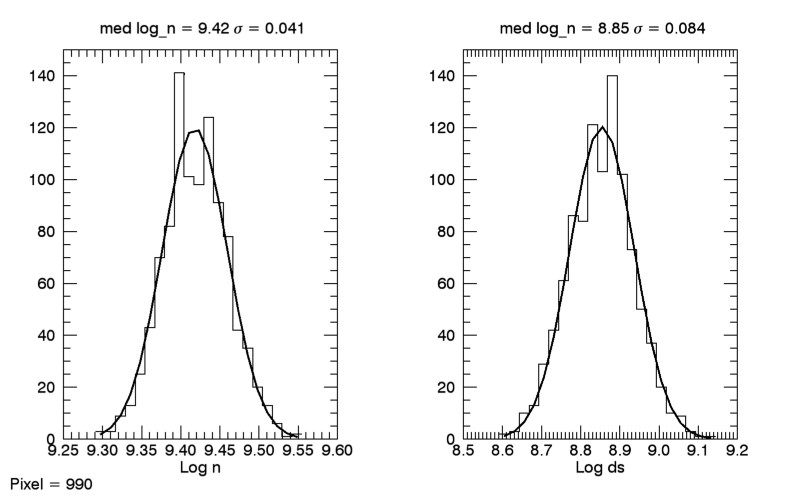 med log_n = 9.42 σ = 0.041
med log_n = 8.85 σ = 0.084
140
120
100
80
60
40
20
0
9.25 9.30 9.35 9.40 9.45 9.50 9.55 9.60
Log n
140
120
100
80
60
40
20
0
8.5 8.6 8.7 8.8 8.9 9.0 9.1 9.2
Log ds
Pixel = 990